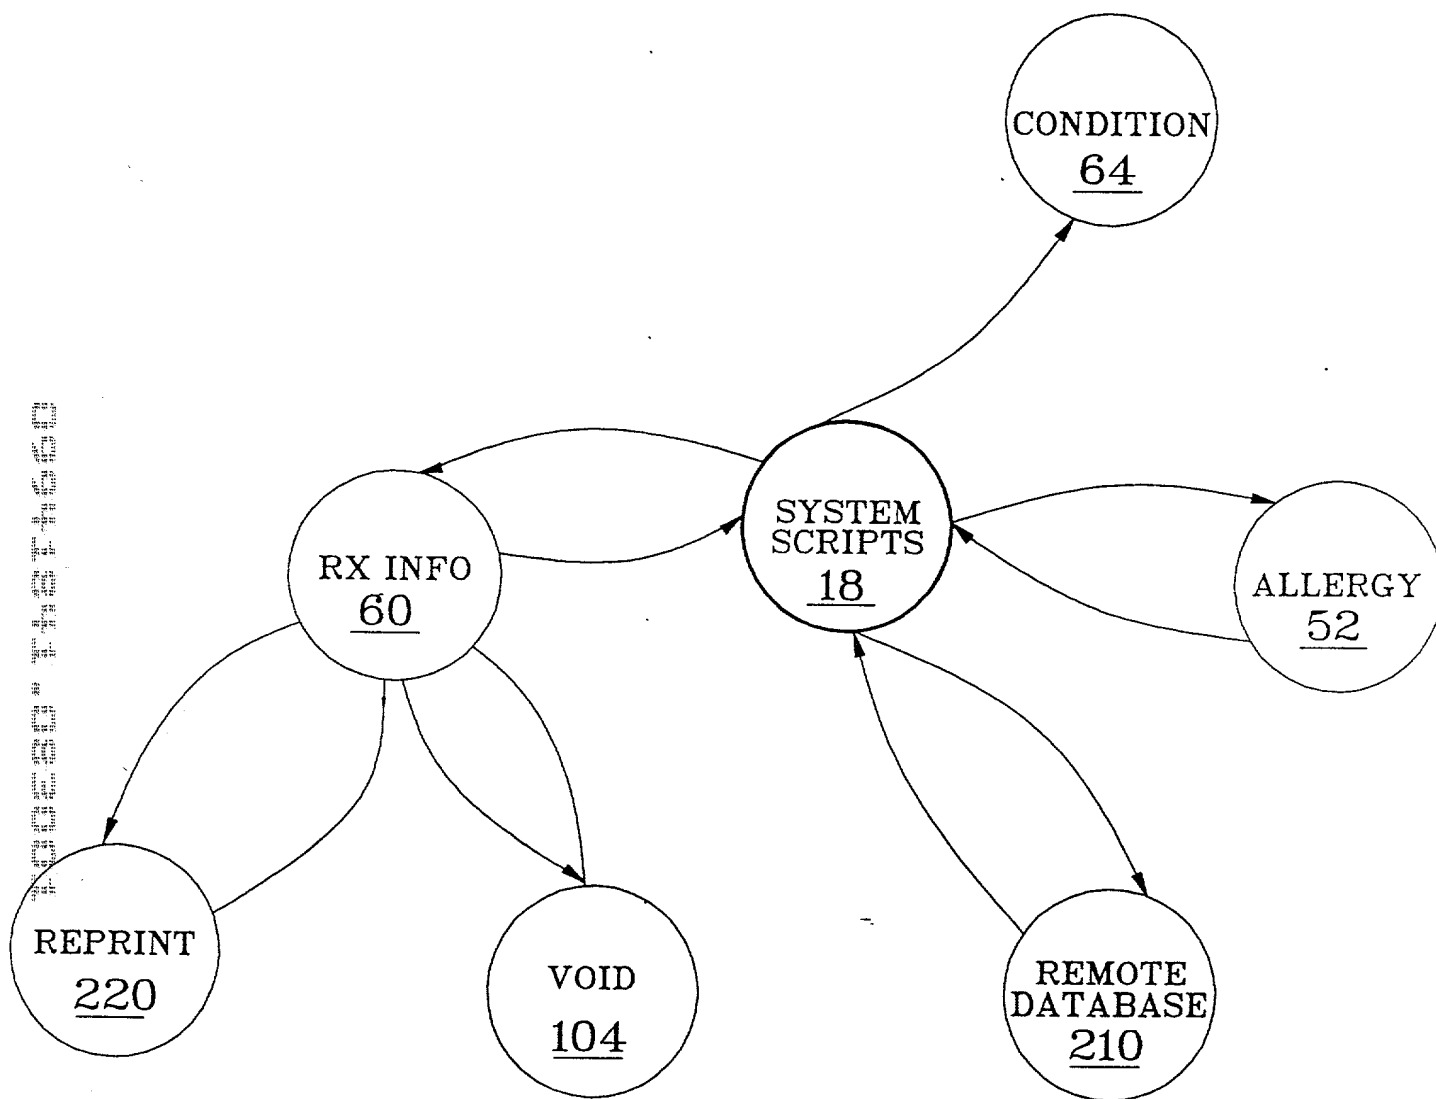 CONDITION
64
SYSTEM
SCRIPTS
18
RX INFO
60
ALLERGY
52
REPRINT
220
VOID
104
REMOTE
DATABASE
210